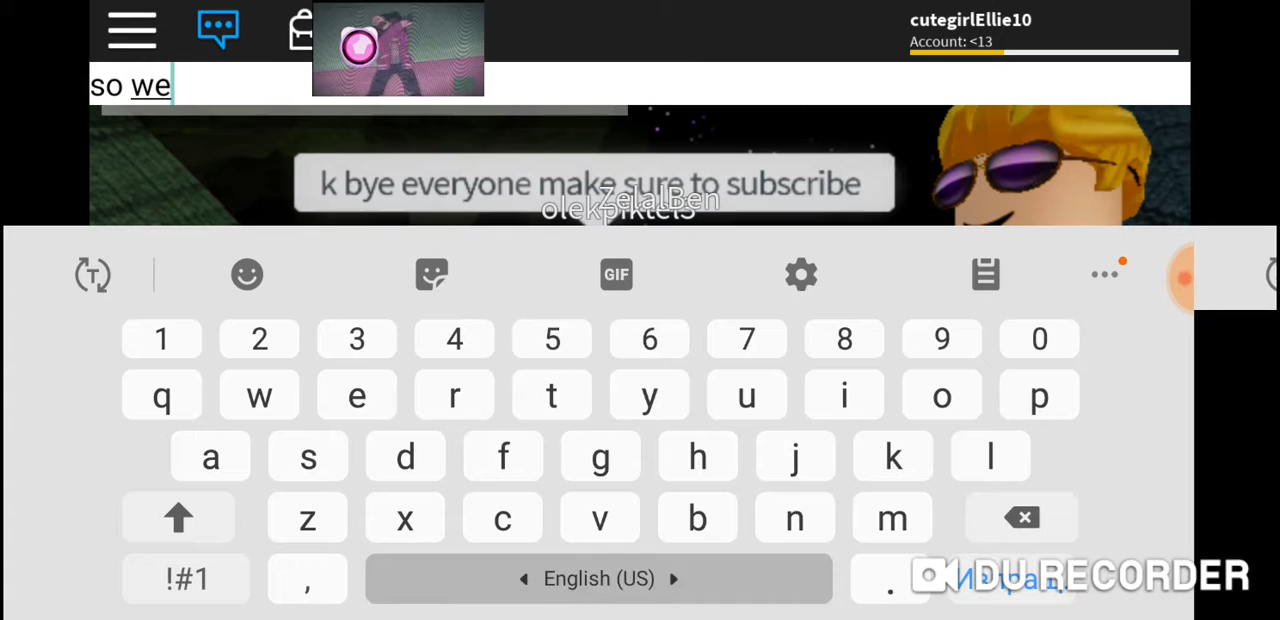 cutegirlEllie10
Account: <13
so we
k bye everyone make sure to subscribe
ZelalBen
GIF
1 2 3 4 5 6 7 8 9 0
q w e r t y u i o p
a s d f g h j k l
z x c v b n m
!#1 , English (US) .
DU RECORDER